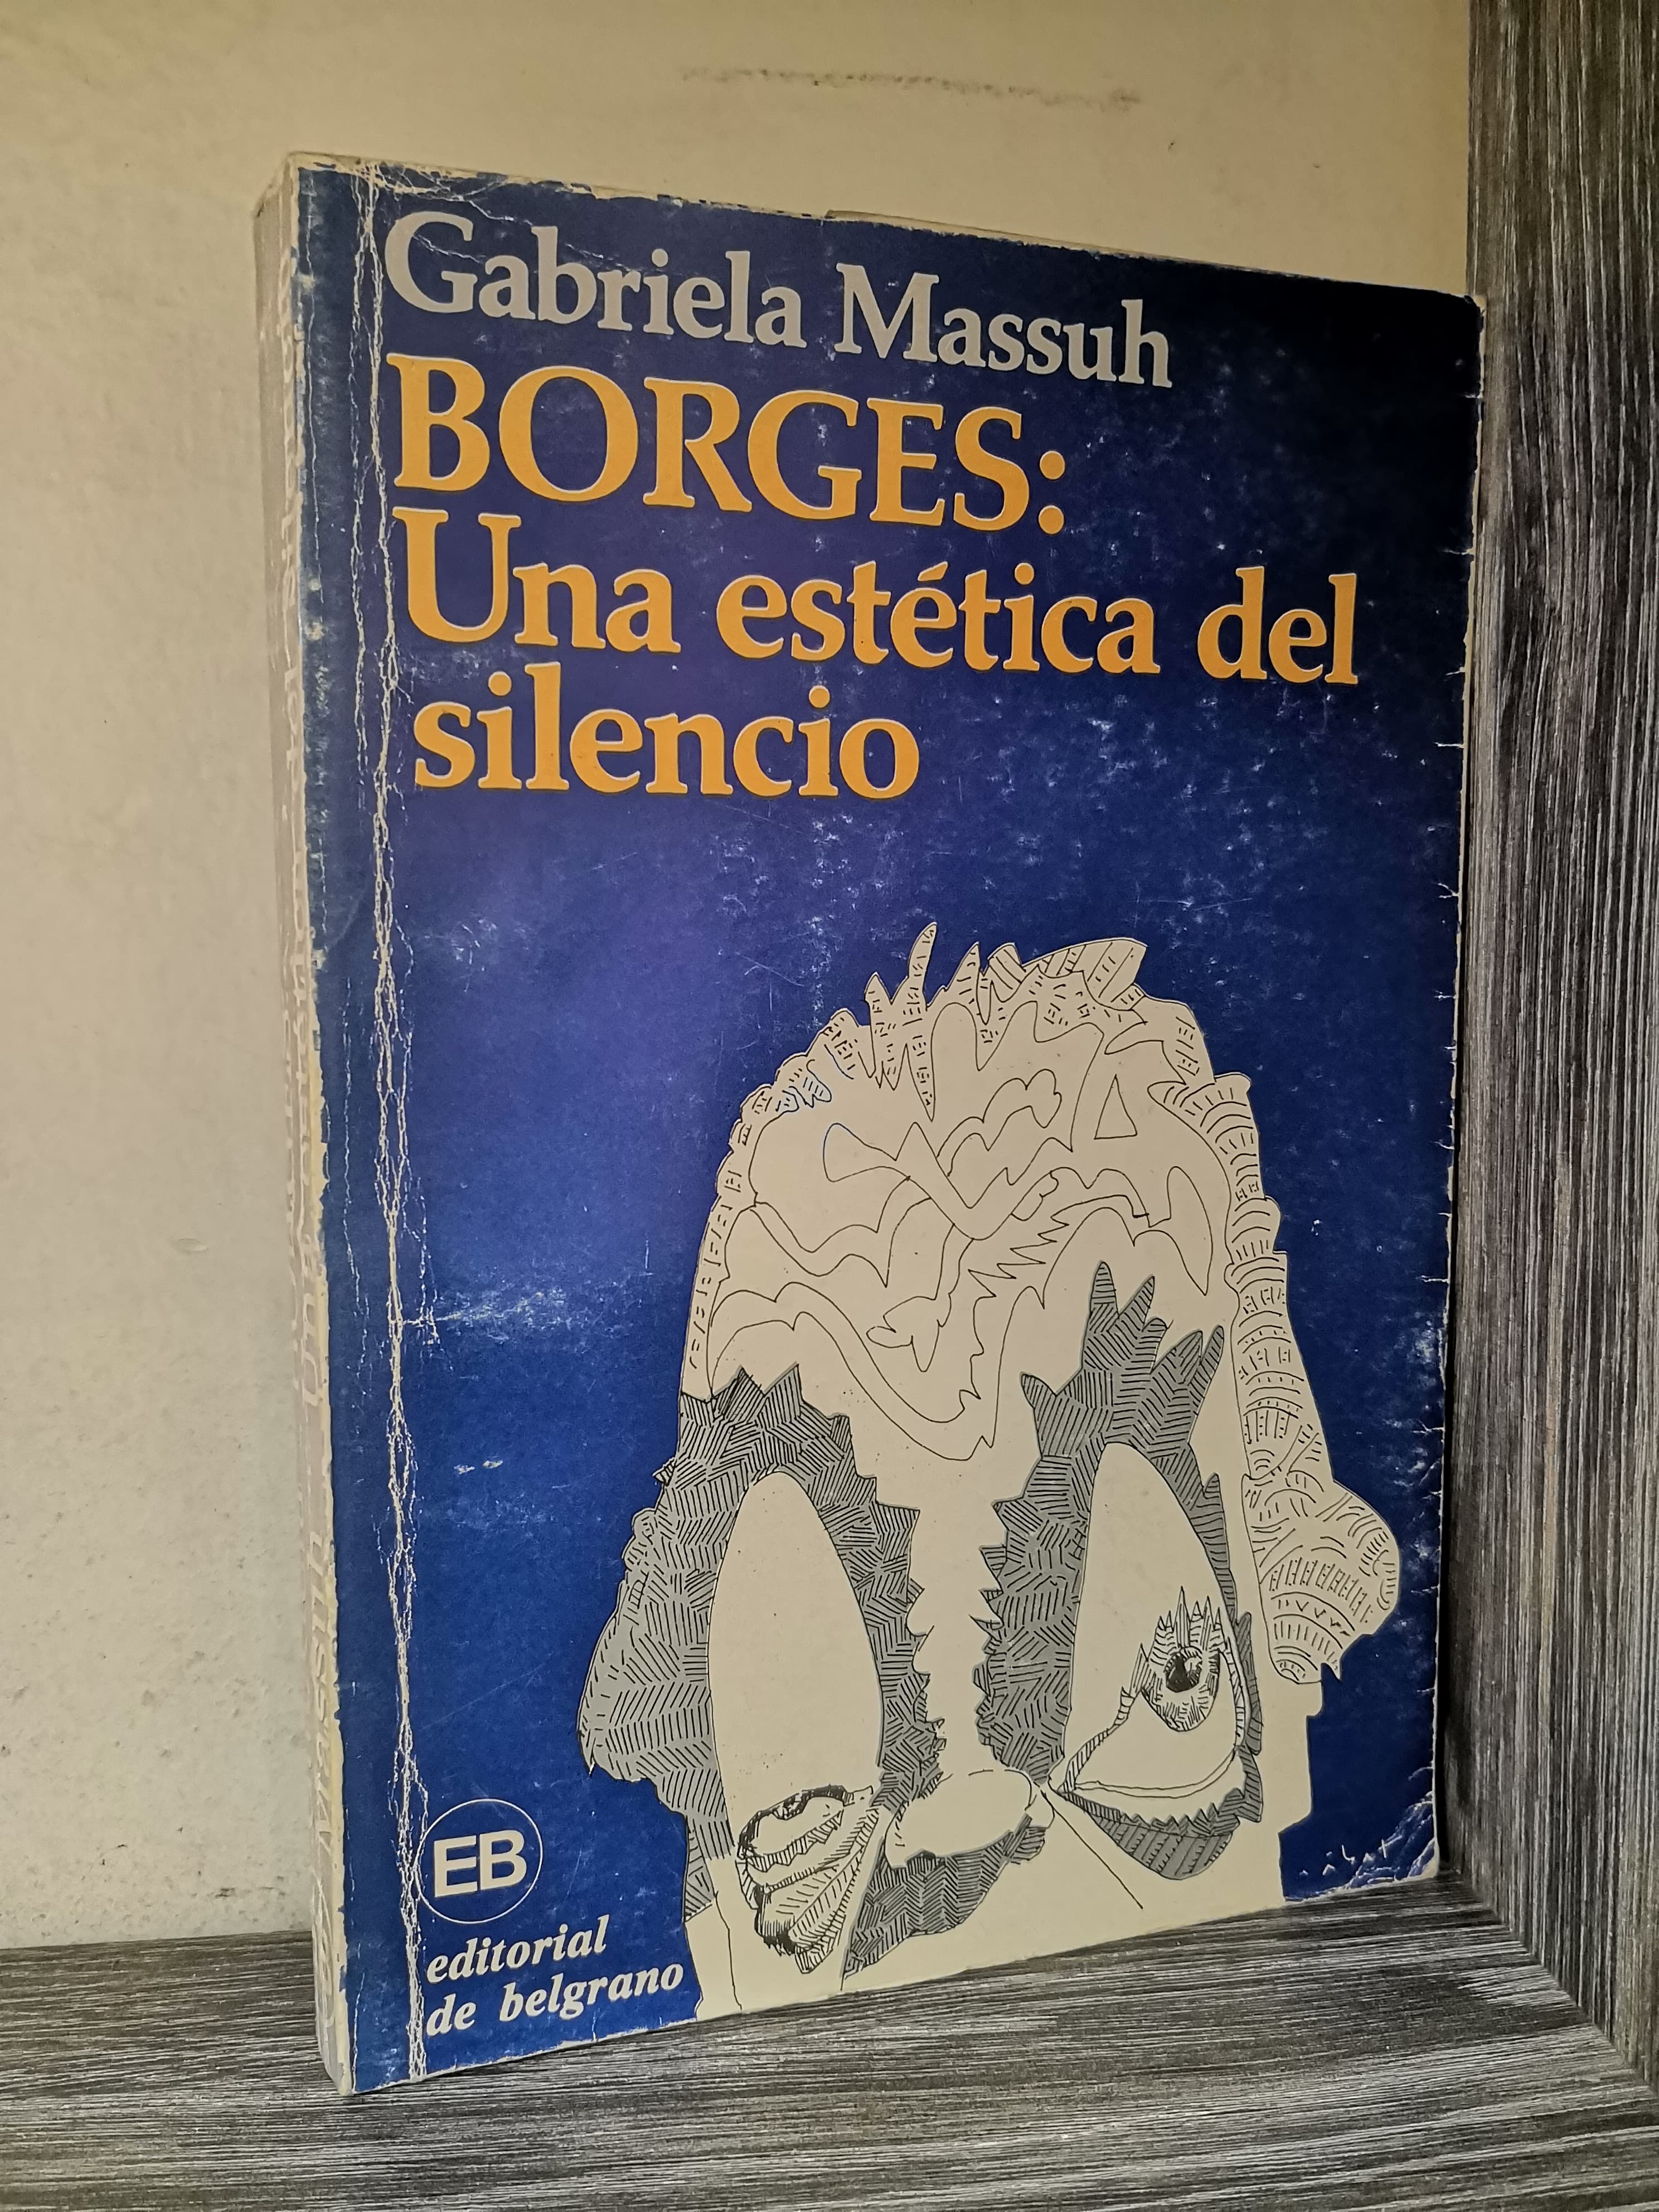 Gabriela Massuh
BORGES:
Una estética del
silencio
EB
editorial
de belgrano